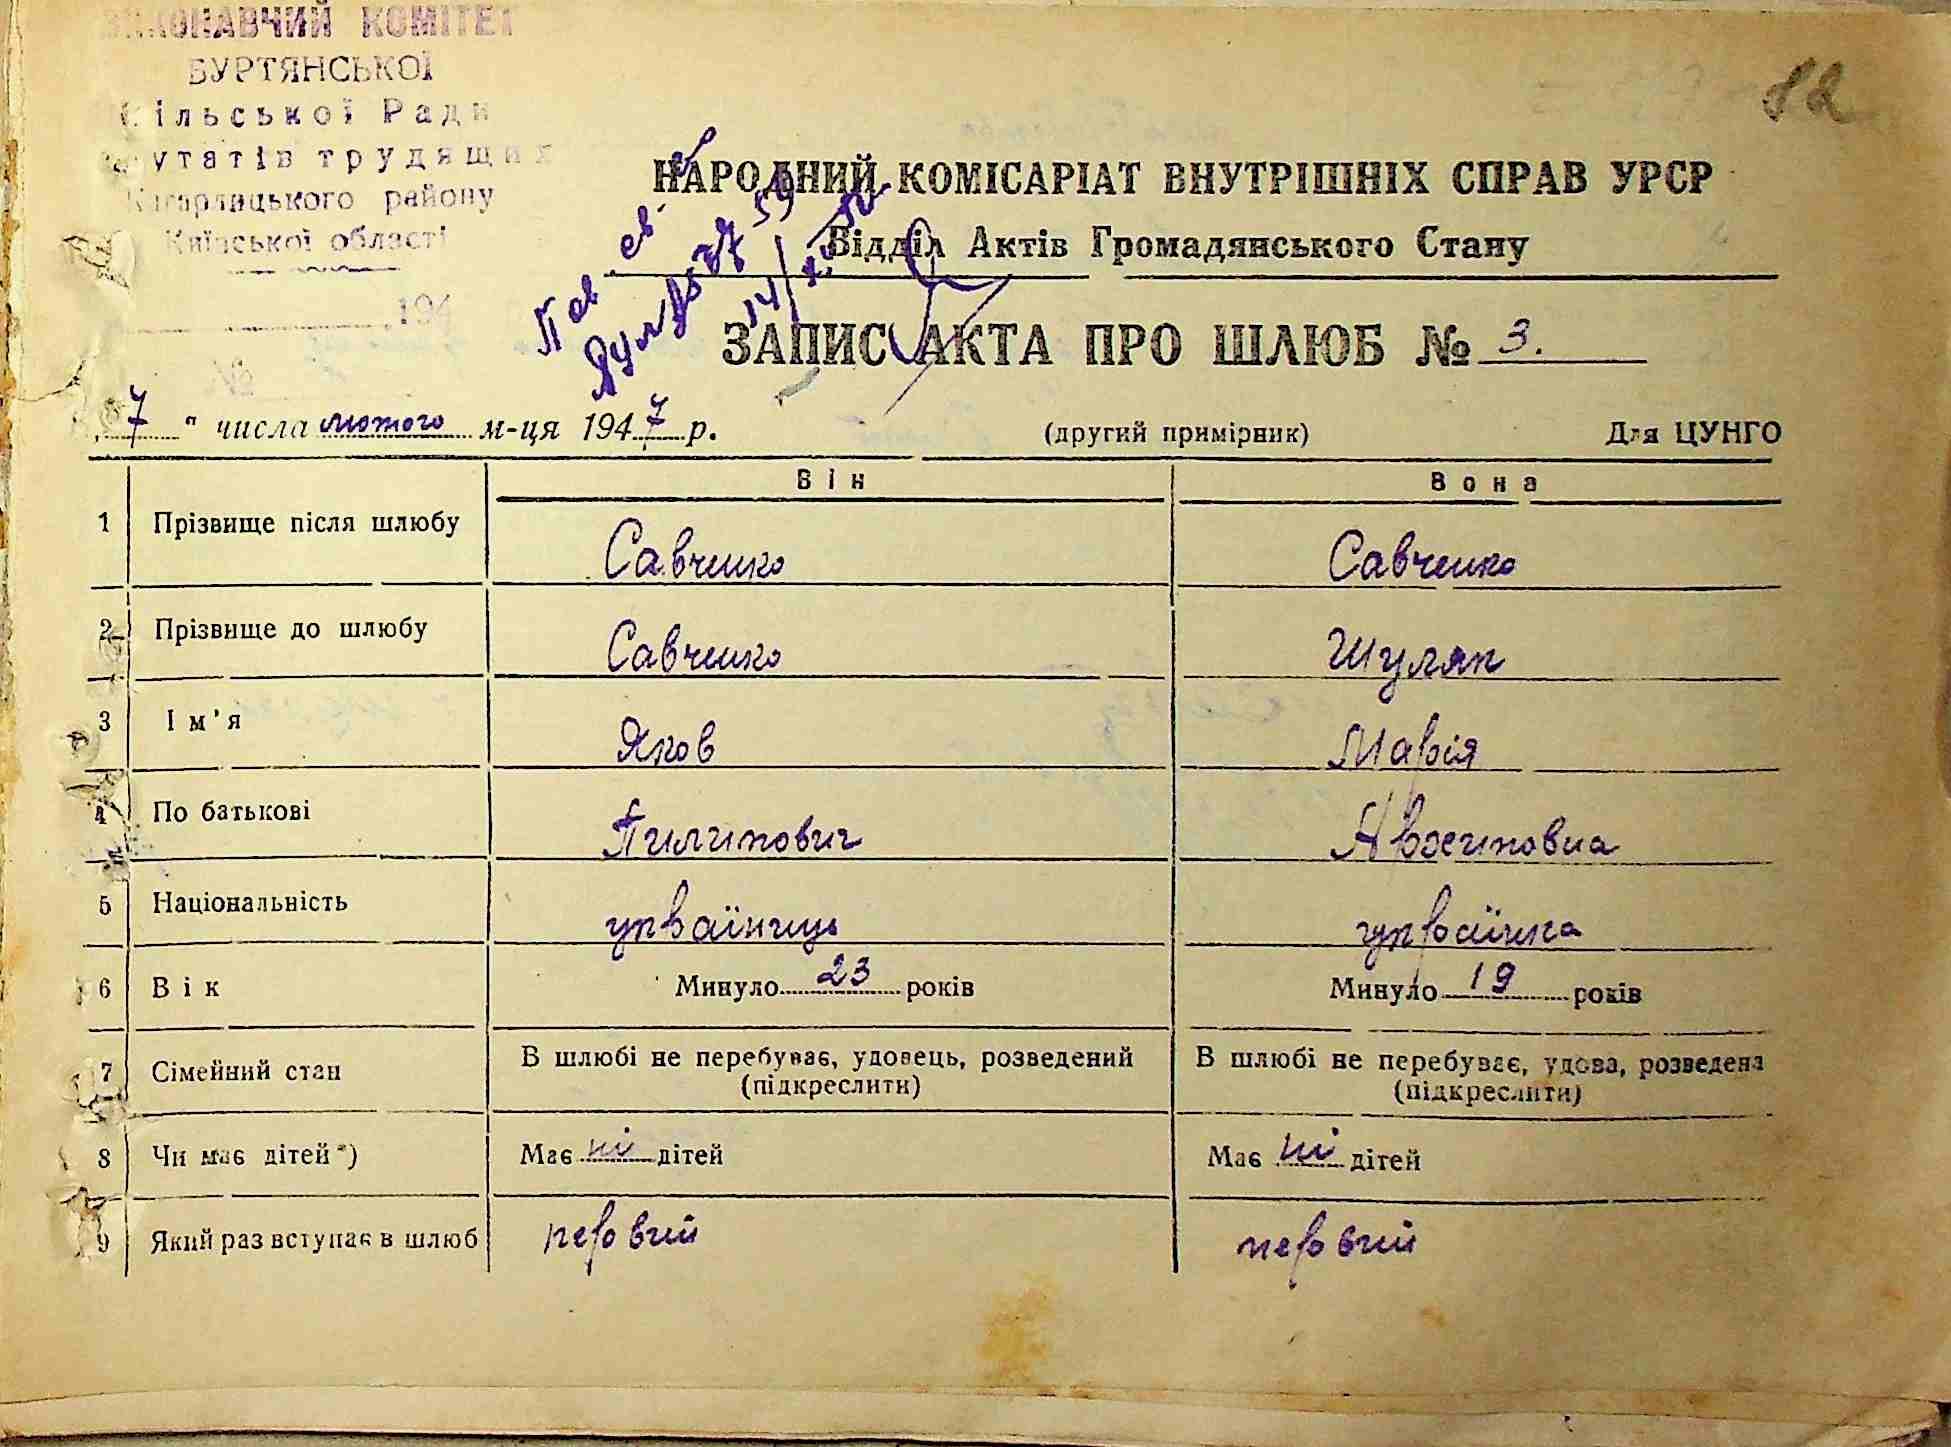 ВИКОНАВЧИЙ КОМІТЕТ
БУРТЯНСЬКОЇ
Сільської Ради
депутатів трудящих
Кагарлицького району
Київської області
194
№
82
НАРОДНИЙ КОМІСАРІАТ ВНУТРІШНІХ СПРАВ УРСР
Відділ Актів Громадянського Стану
ЗАПИС АКТА ПРО ШЛЮБ № 3.
„ 7 " числа лютого м-ця 1947 р.
(другий примірник)
Для ЦУНГО
Він
Вона
1 Прізвище після шлюбу Савченко Савченко
2 Прізвище до шлюбу Савченко Шуляк
3 Ім'я Яков Марія
4 По батькові Пилипович Авксентовна
5 Національність українець українка
6 Вік Минуло 23 років Минуло 19 років
7 Сімейний стан В шлюбі не перебуває, удовець, розведений В шлюбі не перебуває, удова, розведена
(підкреслити) (підкреслити)
8 Чи має дітей*) Має ні дітей Має ні дітей
9 Який раз вступає в шлюб первий первий